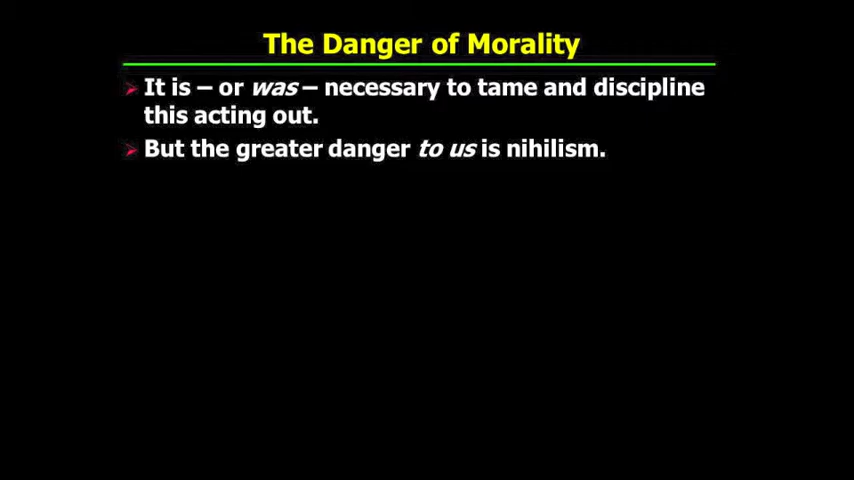 The Danger of Morality
It is – or was – necessary to tame and discipline
this acting out.
But the greater danger to us is nihilism.